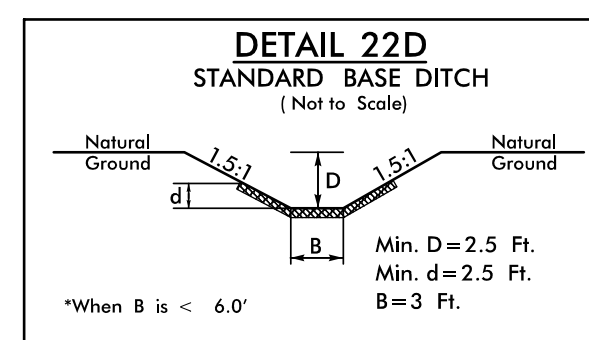 DETAIL 22D
STANDARD BASE DITCH
( Not to Scale)
Natural
Ground
1.5:1
D
1.5:1
Natural
Ground
d
B
Min. D=2.5 Ft.
Min. d=2.5 Ft.
B=3 Ft.
*When B is < 6.0'